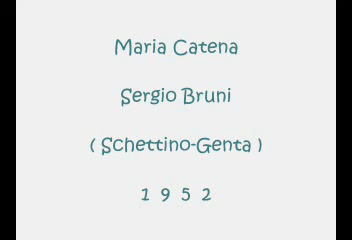 Maria Catena
Sergio Bruni
( Schettino-Genta )
1 9 5 2